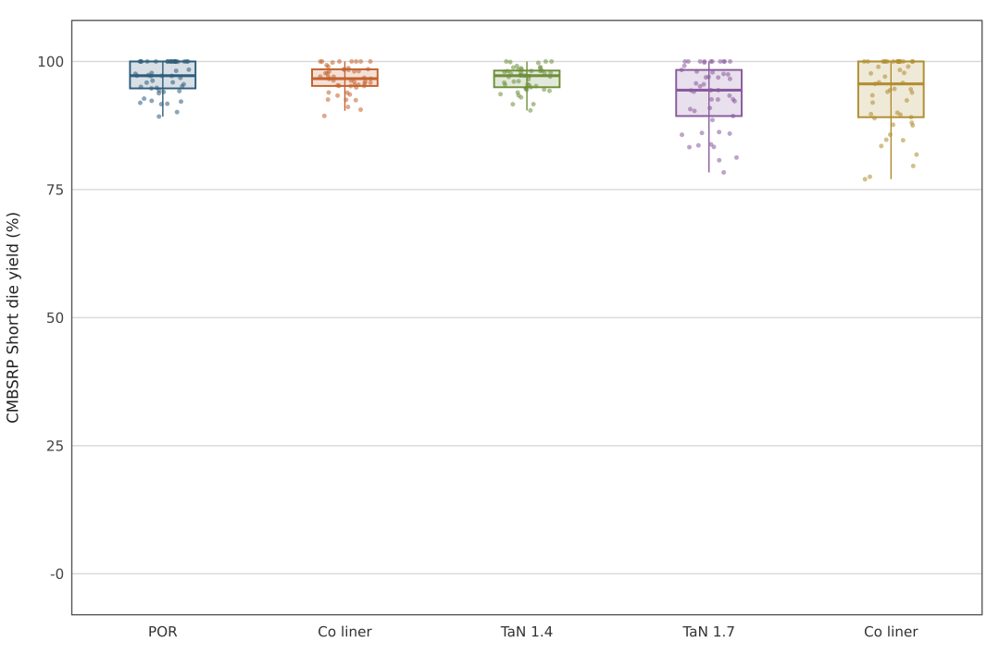 CMBSRP Short die yield (%)
100
75
50
25
-0
POR
Co liner
TaN 1.4
TaN 1.7
Co liner